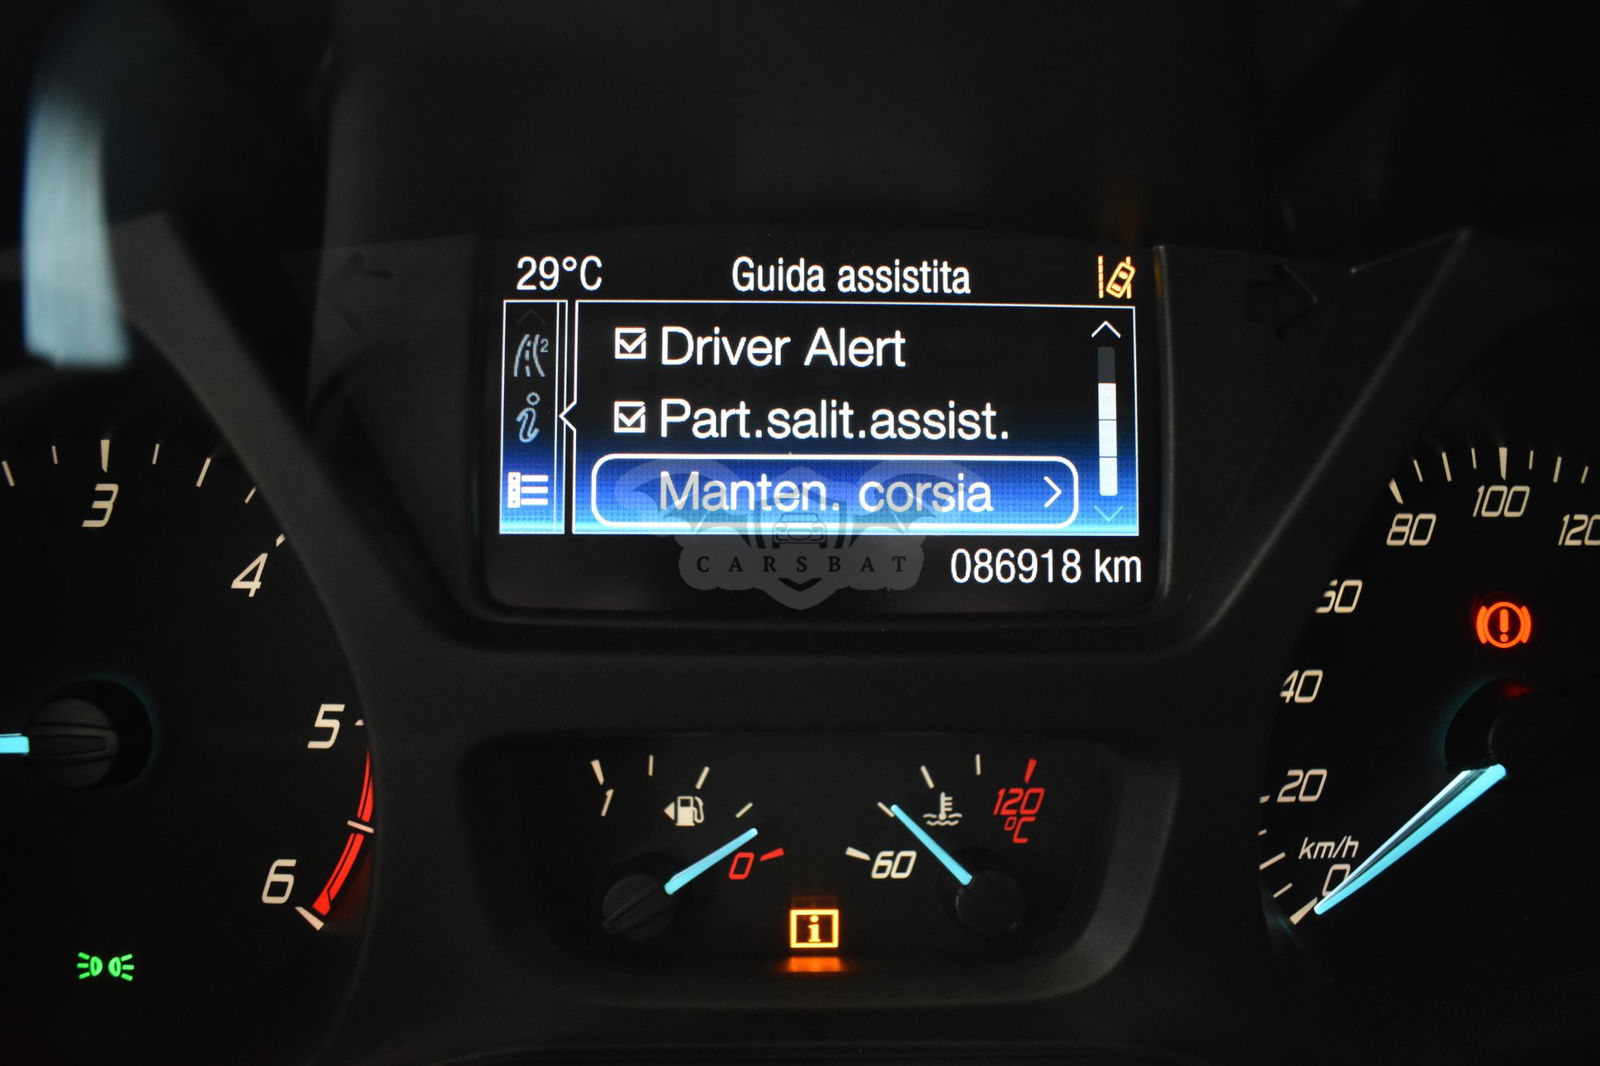 29°C Guida assistita
2
Driver Alert
i
Part.salit.assist.
Manten. corsia
CARSBAT
086918 km
3
4
5
6
100
80
120
60
40
20
km/h
0
!
1
0
60
120
°C
i